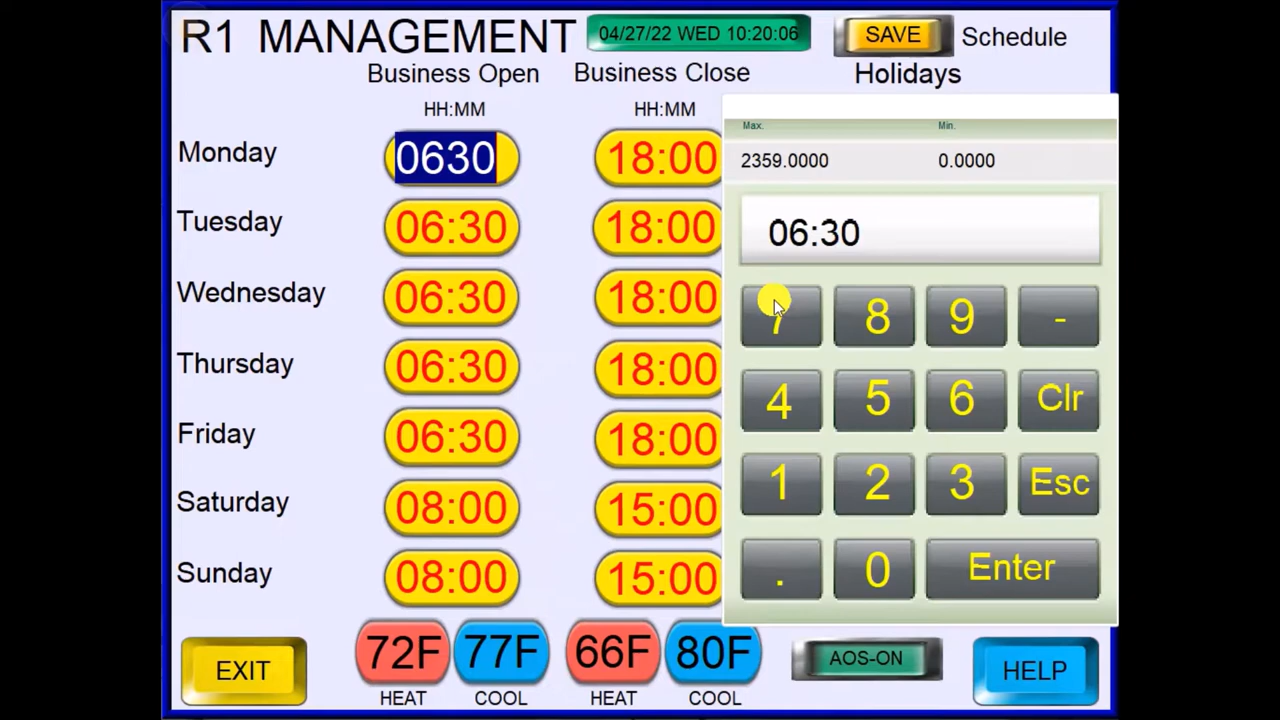 R1 MANAGEMENT 04/27/22 WED 10:20:06 SAVE Schedule
Business Open Business Close Holidays
HH:MM HH:MM
Max. Min.
2359.0000 0.0000
06:30
Monday 0630 18:00
Tuesday 06:30 18:00
Wednesday 06:30 18:00
Thursday 06:30 18:00
Friday 06:30 18:00
Saturday 08:00 15:00
Sunday 08:00 15:00
7 8 9 -
4 5 6 Clr
1 2 3 Esc
. 0 Enter
EXIT 72F 77F 66F 80F AOS-ON HELP
HEAT COOL HEAT COOL